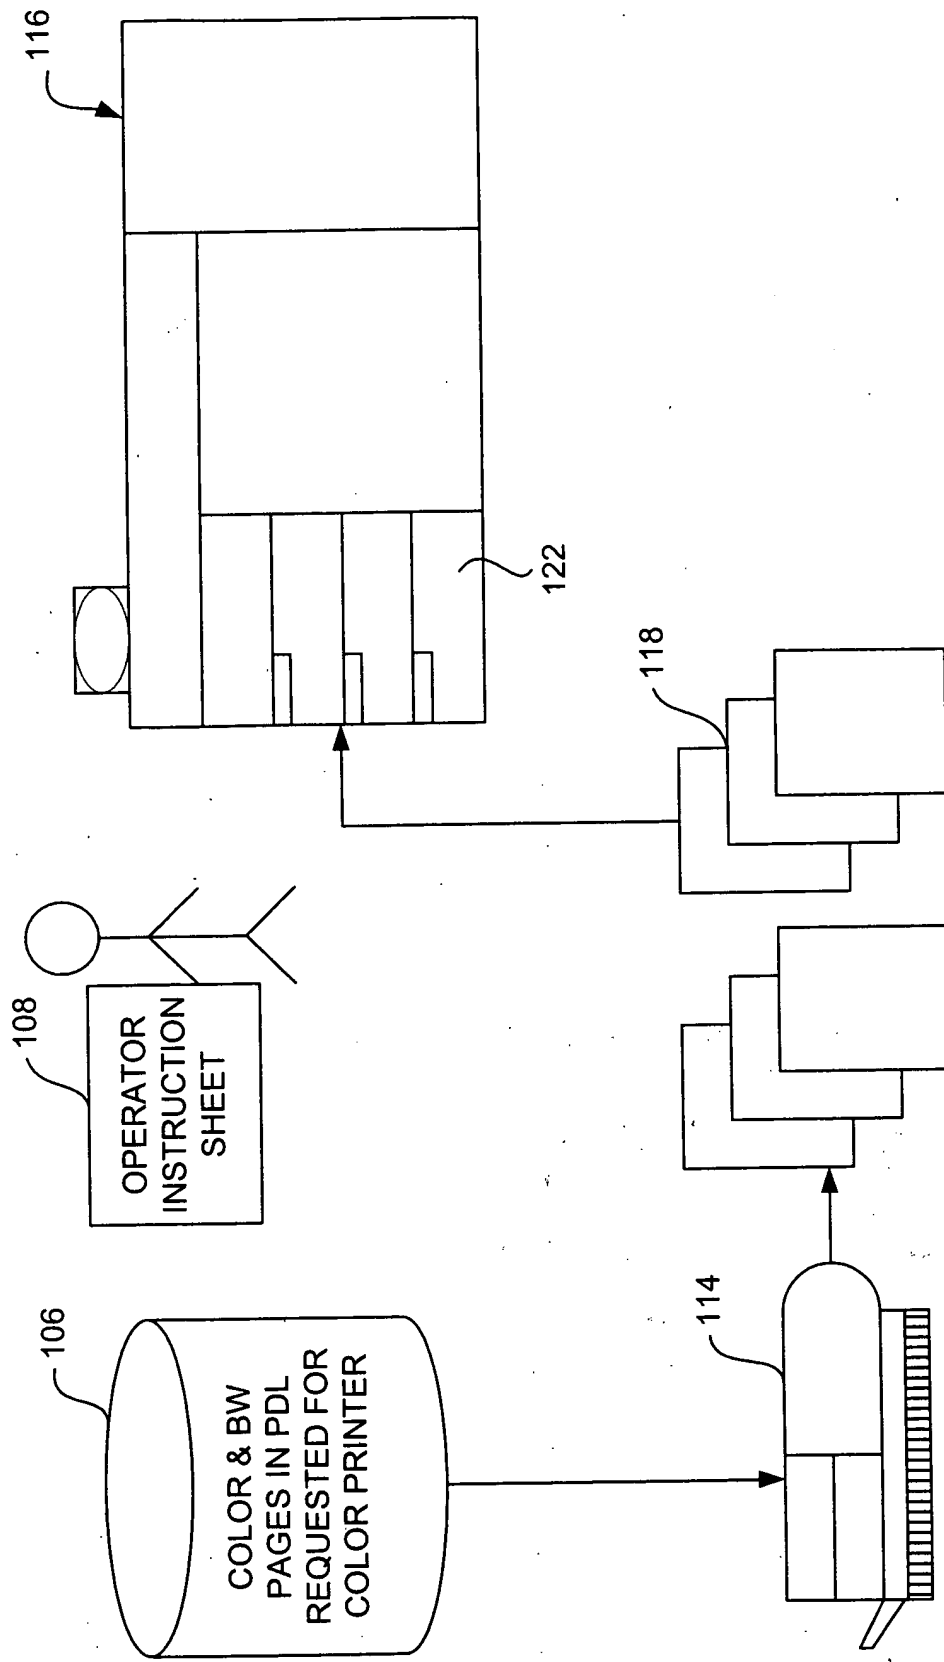 106
COLOR & BW
PAGES IN PDL
REQUESTED FOR
COLOR PRINTER
108
OPERATOR
INSTRUCTION
SHEET
116
122
114
118